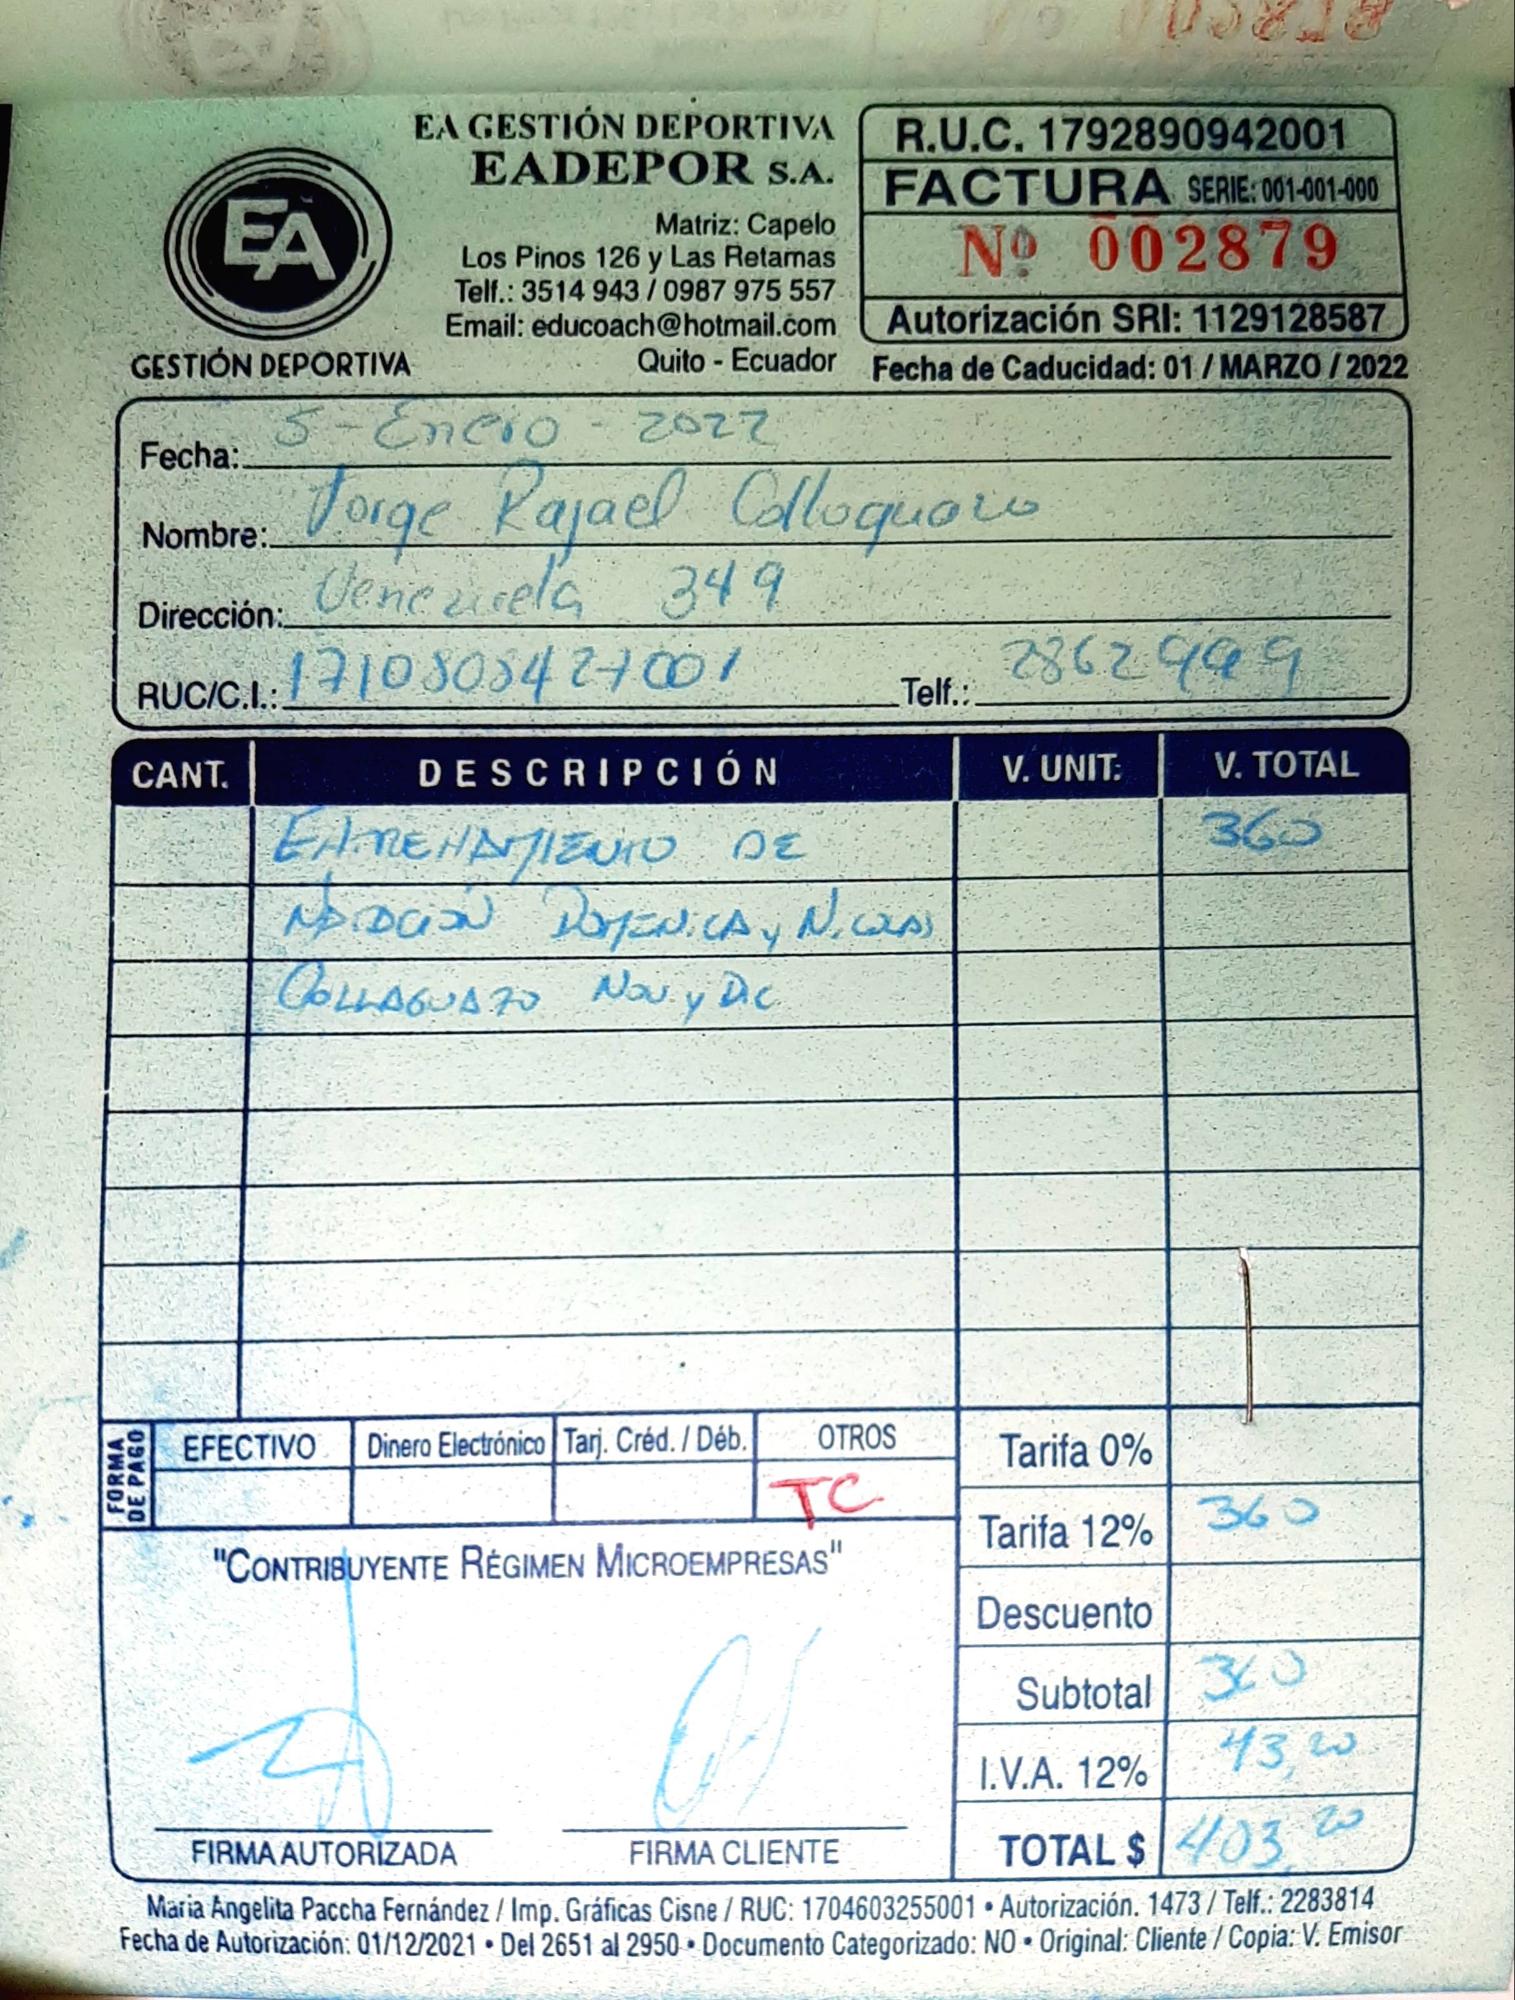 EA GESTIÓN DEPORTIVA
EADEPOR S.A.
Matriz: Capelo
Los Pinos 126 y Las Retamas
Telf.: 3514 943 / 0987 975 557
Email: educoach@hotmail.com
Quito - Ecuador
EA
GESTIÓN DEPORTIVA
R.U.C. 1792890942001
FACTURA SERIE: 001-001-000
Nº 002879
Autorización SRI: 1129128587
Fecha de Caducidad: 01 / MARZO / 2022
Fecha: 5 - Enero - 2022
Nombre: Jorge Rafael Collaguazo
Dirección: Venezuela 349
RUC/C.I.: 1710808427001 Telf.: 2862999
CANT. DESCRIPCIÓN V. UNIT: V. TOTAL
ENTRENAMIENTO DE 360
NATACIÓN DOMENICA y NICOLAS
COLLAGUAZO Nov. y Dic
FORMA DE PAGO EFECTIVO Dinero Electrónico Tarj. Créd. / Déb. OTROS
TC
Tarifa 0%
Tarifa 12% 360
Descuento
Subtotal 360
I.V.A. 12% 43,20
TOTAL $ 403,20
"CONTRIBUYENTE RÉGIMEN MICROEMPRESAS"
FIRMA AUTORIZADA FIRMA CLIENTE
Maria Angelita Paccha Fernández / Imp. Gráficas Cisne / RUC: 1704603255001 • Autorización. 1473 / Telf.: 2283814
Fecha de Autorización: 01/12/2021 • Del 2651 al 2950 • Documento Categorizado: NO • Original: Cliente / Copia: V. Emisor